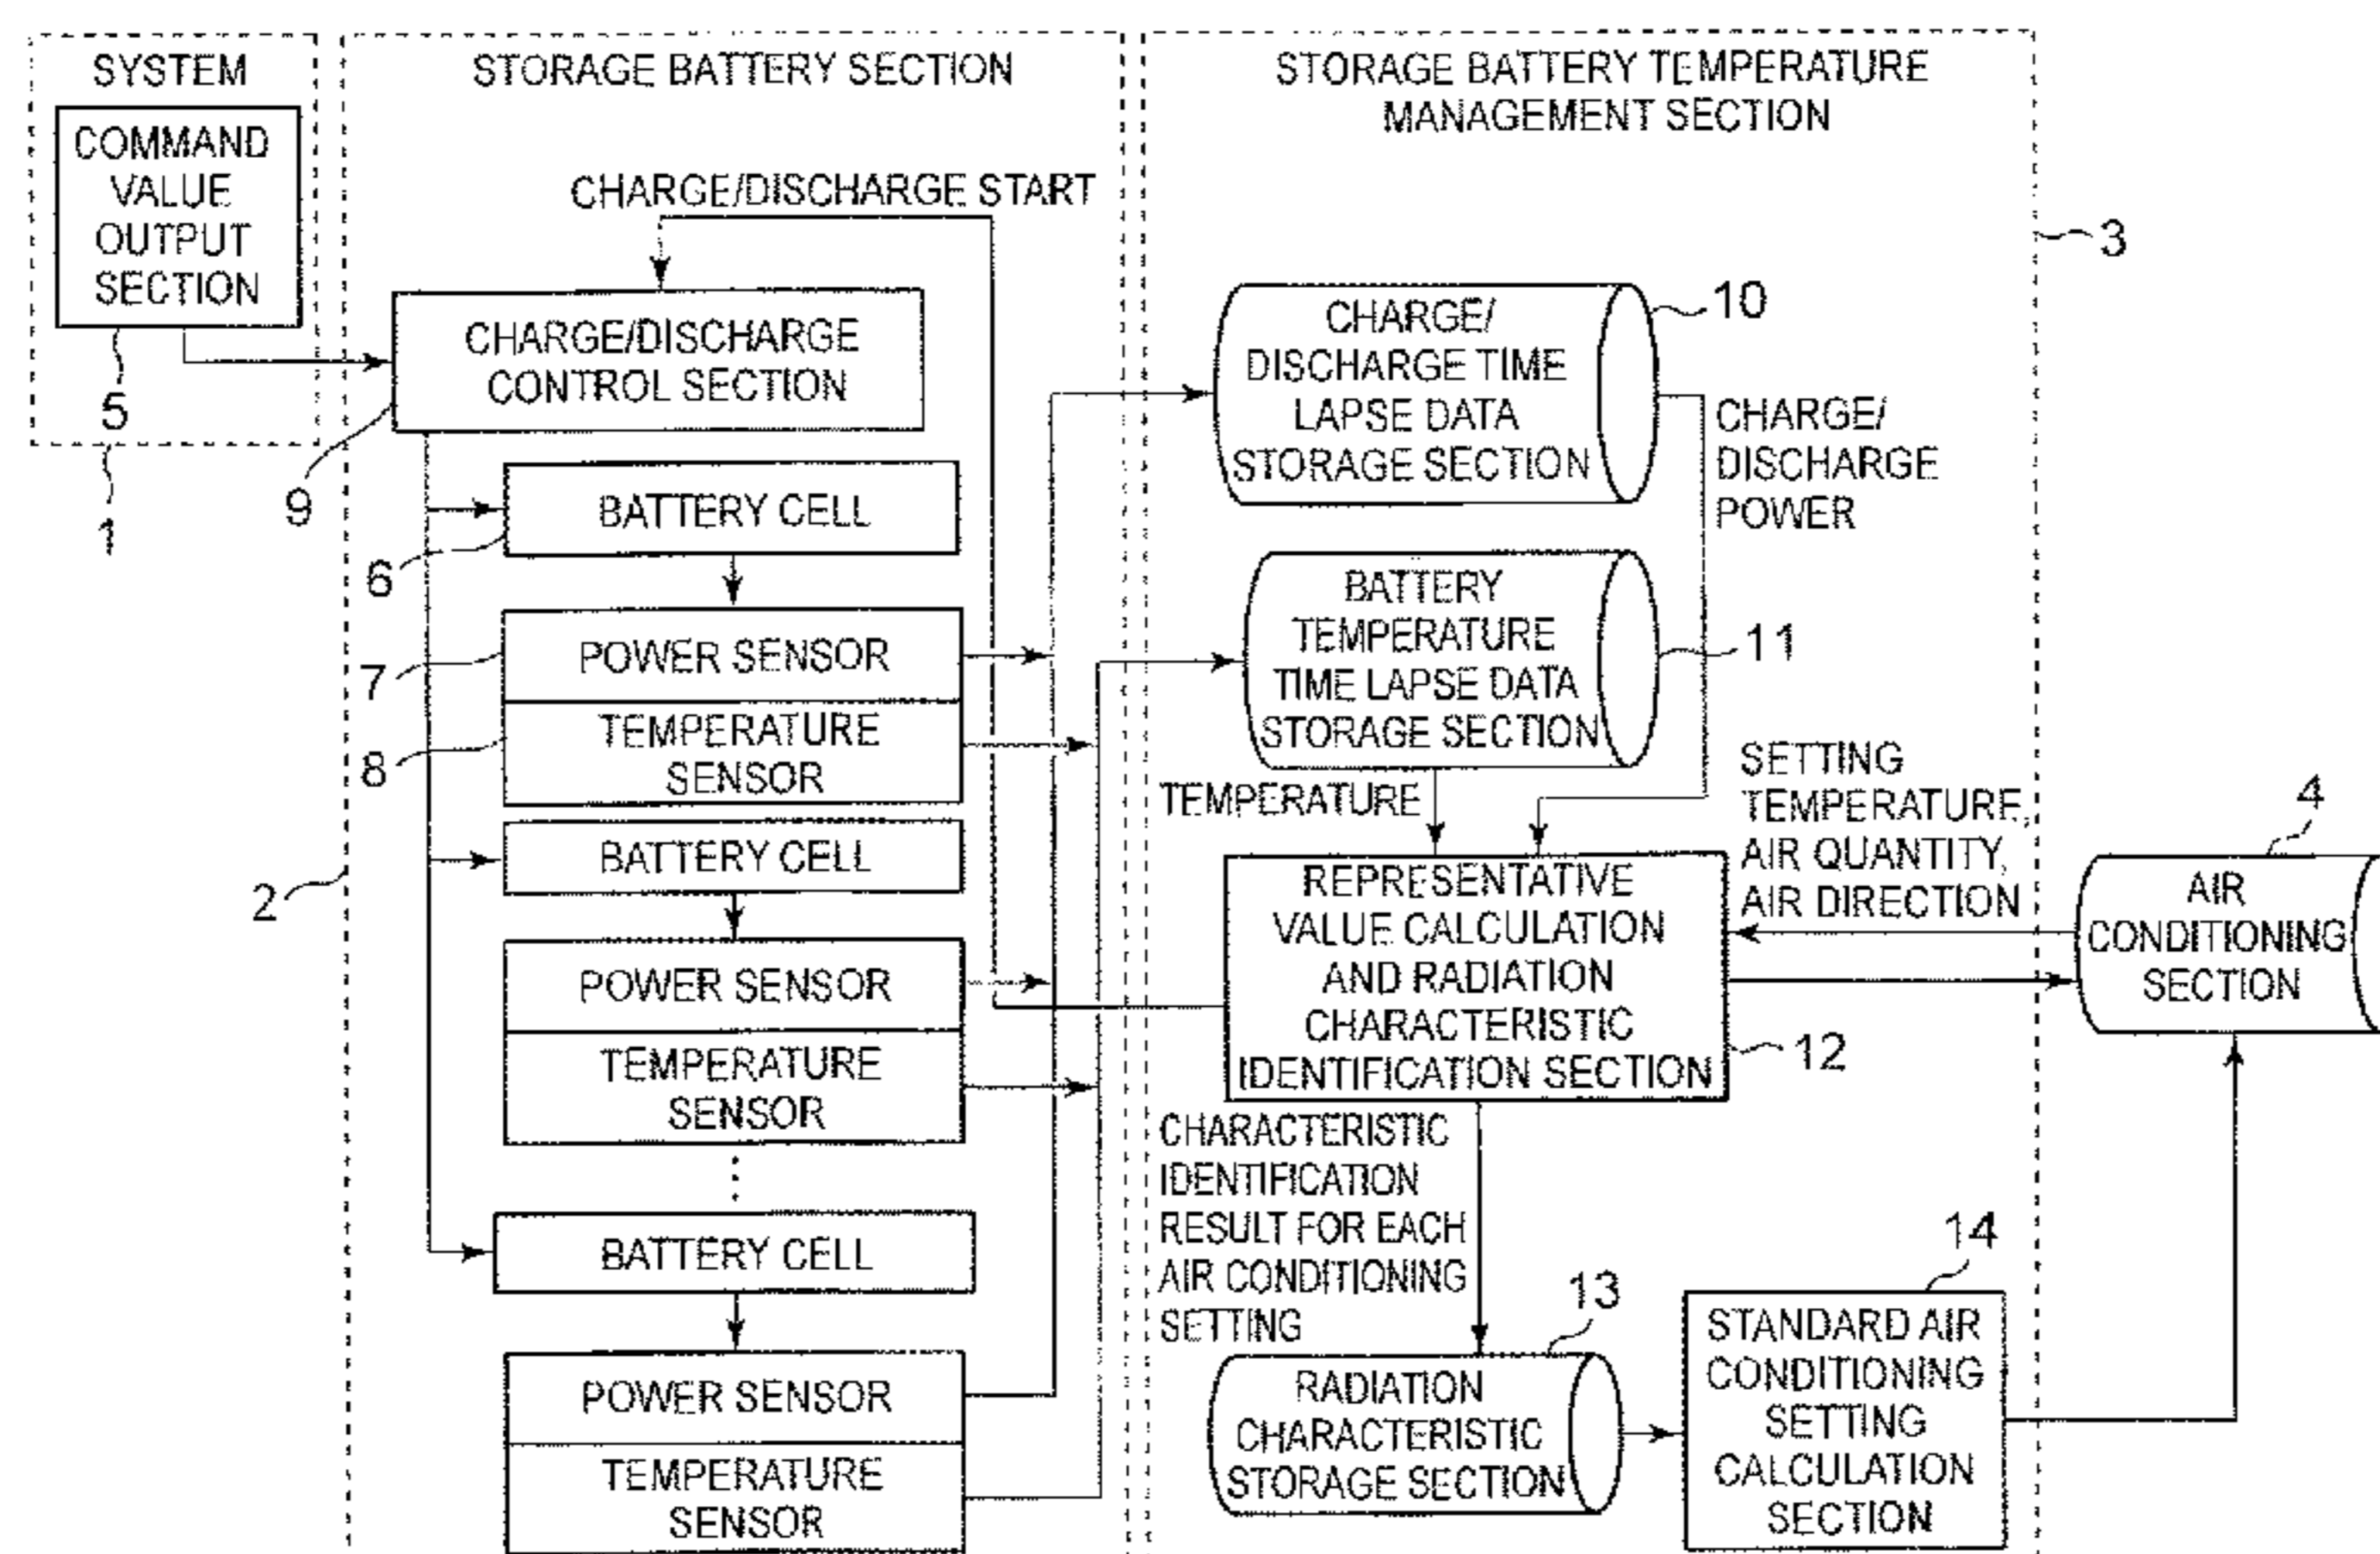 SYSTEM
COMMAND
VALUE
OUTPUT
SECTION
5
1
STORAGE BATTERY SECTION
CHARGE/DISCHARGE START
CHARGE/DISCHARGE
CONTROL SECTION
9
BATTERY CELL
6
POWER SENSOR
7
TEMPERATURE
SENSOR
8
BATTERY CELL
2
POWER SENSOR
TEMPERATURE
SENSOR
BATTERY CELL
POWER SENSOR
TEMPERATURE
SENSOR
STORAGE BATTERY TEMPERATURE
MANAGEMENT SECTION
3
CHARGE/
DISCHARGE TIME
LAPSE DATA
STORAGE SECTION
10
CHARGE/
DISCHARGE
POWER
BATTERY
TEMPERATURE
TIME LAPSE DATA
STORAGE SECTION
11
TEMPERATURE
SETTING
TEMPERATURE,
AIR QUANTITY,
AIR DIRECTION
REPRESENTATIVE
VALUE CALCULATION
AND RADIATION
CHARACTERISTIC
IDENTIFICATION SECTION
12
4
AIR
CONDITIONING
SECTION
CHARACTERISTIC
IDENTIFICATION
RESULT FOR EACH
AIR CONDITIONING
SETTING
13
RADIATION
CHARACTERISTIC
STORAGE SECTION
14
STANDARD AIR
CONDITIONING
SETTING
CALCULATION
SECTION